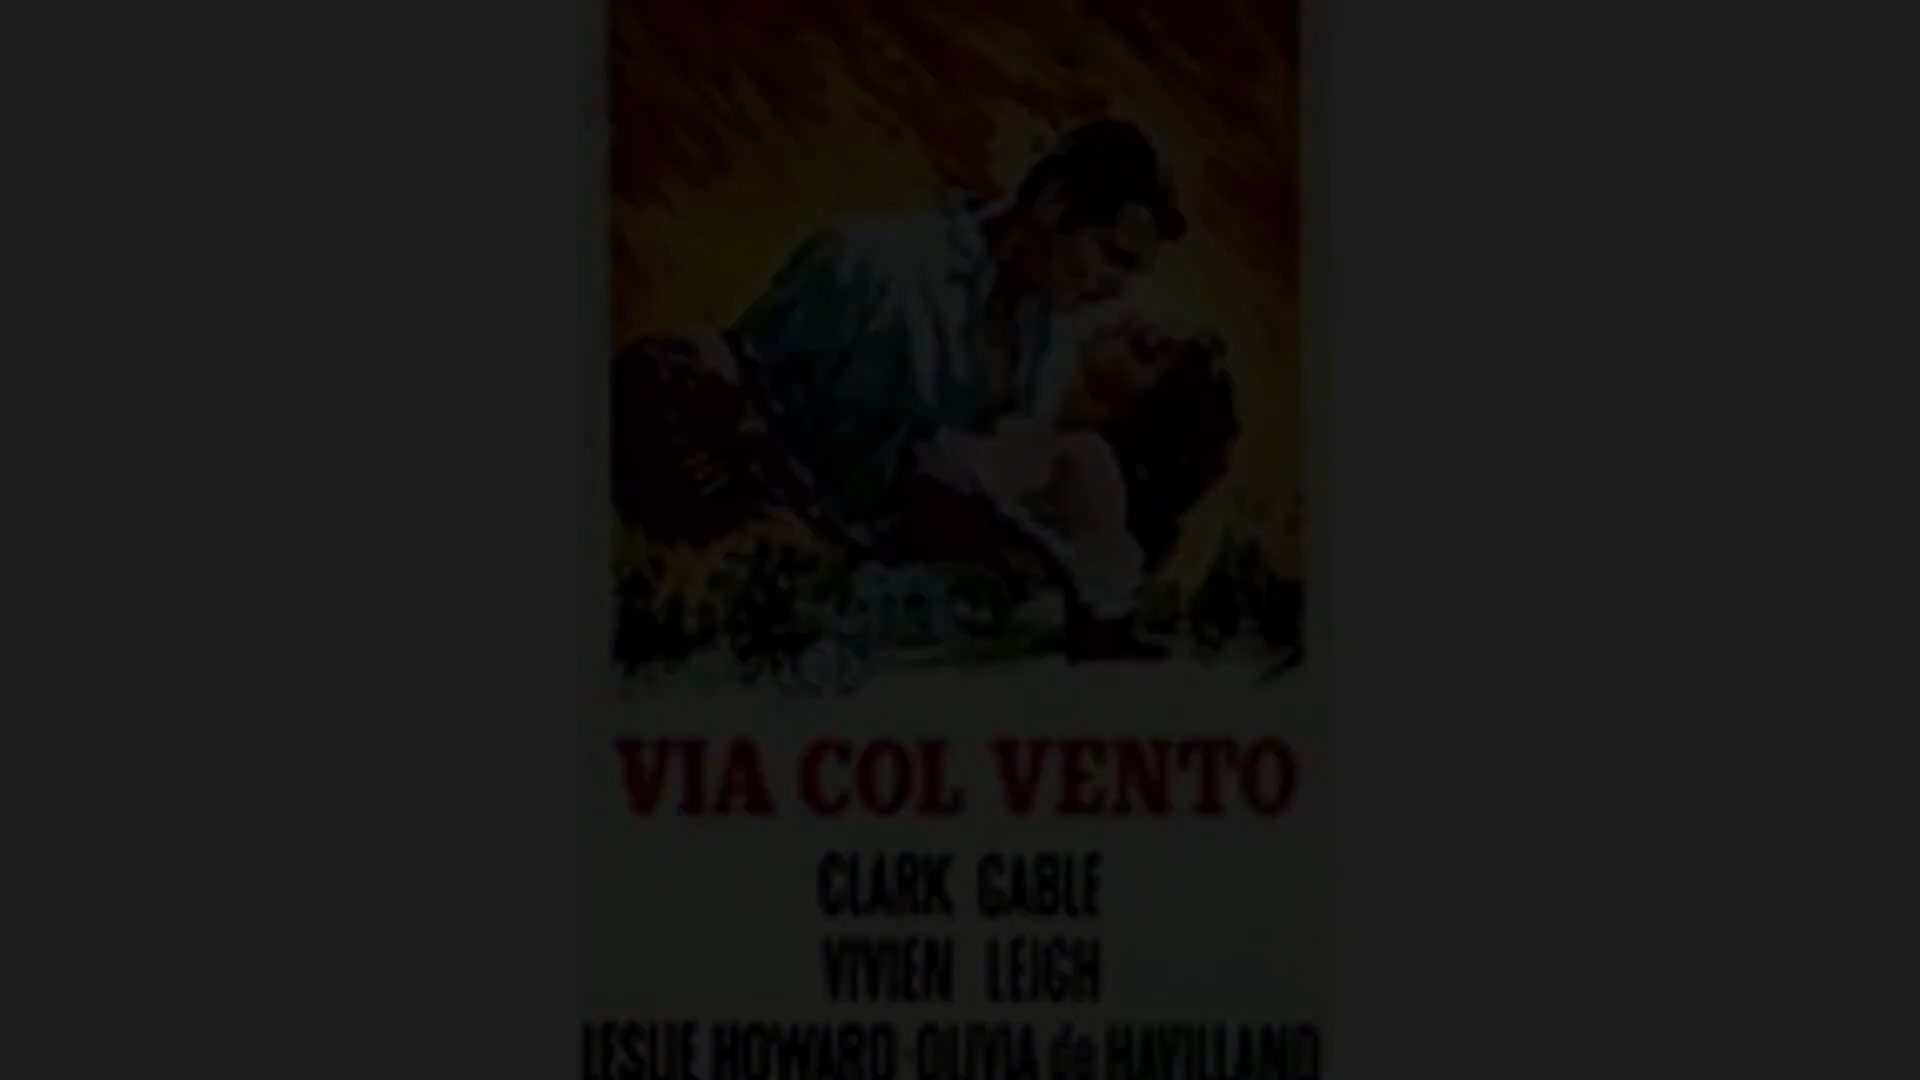 VIA COL VENTO
CLARK GABLE
VIVIEN LEIGH
LESLIE HOWARD · OLIVIA de HAVILLAND